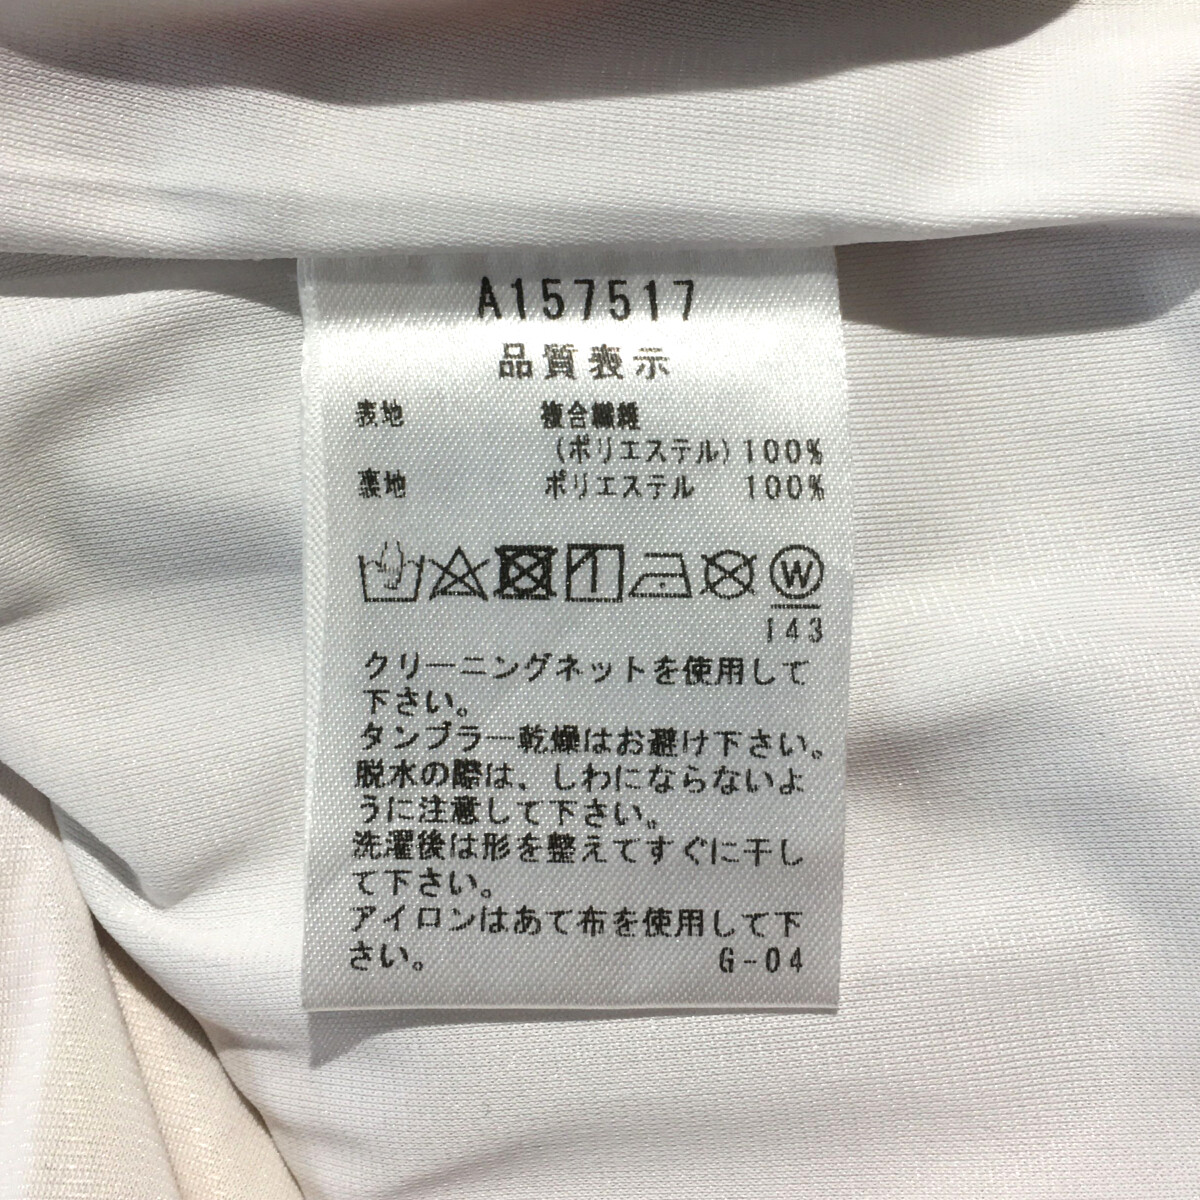 A157517
品質表示
表地 複合繊維
(ポリエステル)100%
裏地 ポリエステル 100%
W
143
クリーニングネットを使用して
下さい。
タンブラー乾燥はお避け下さい。
脱水の際は、しわにならないよ
うに注意して下さい。
洗濯後は形を整えてすぐに干し
て下さい。
アイロンはあて布を使用して下
さい。 G-04